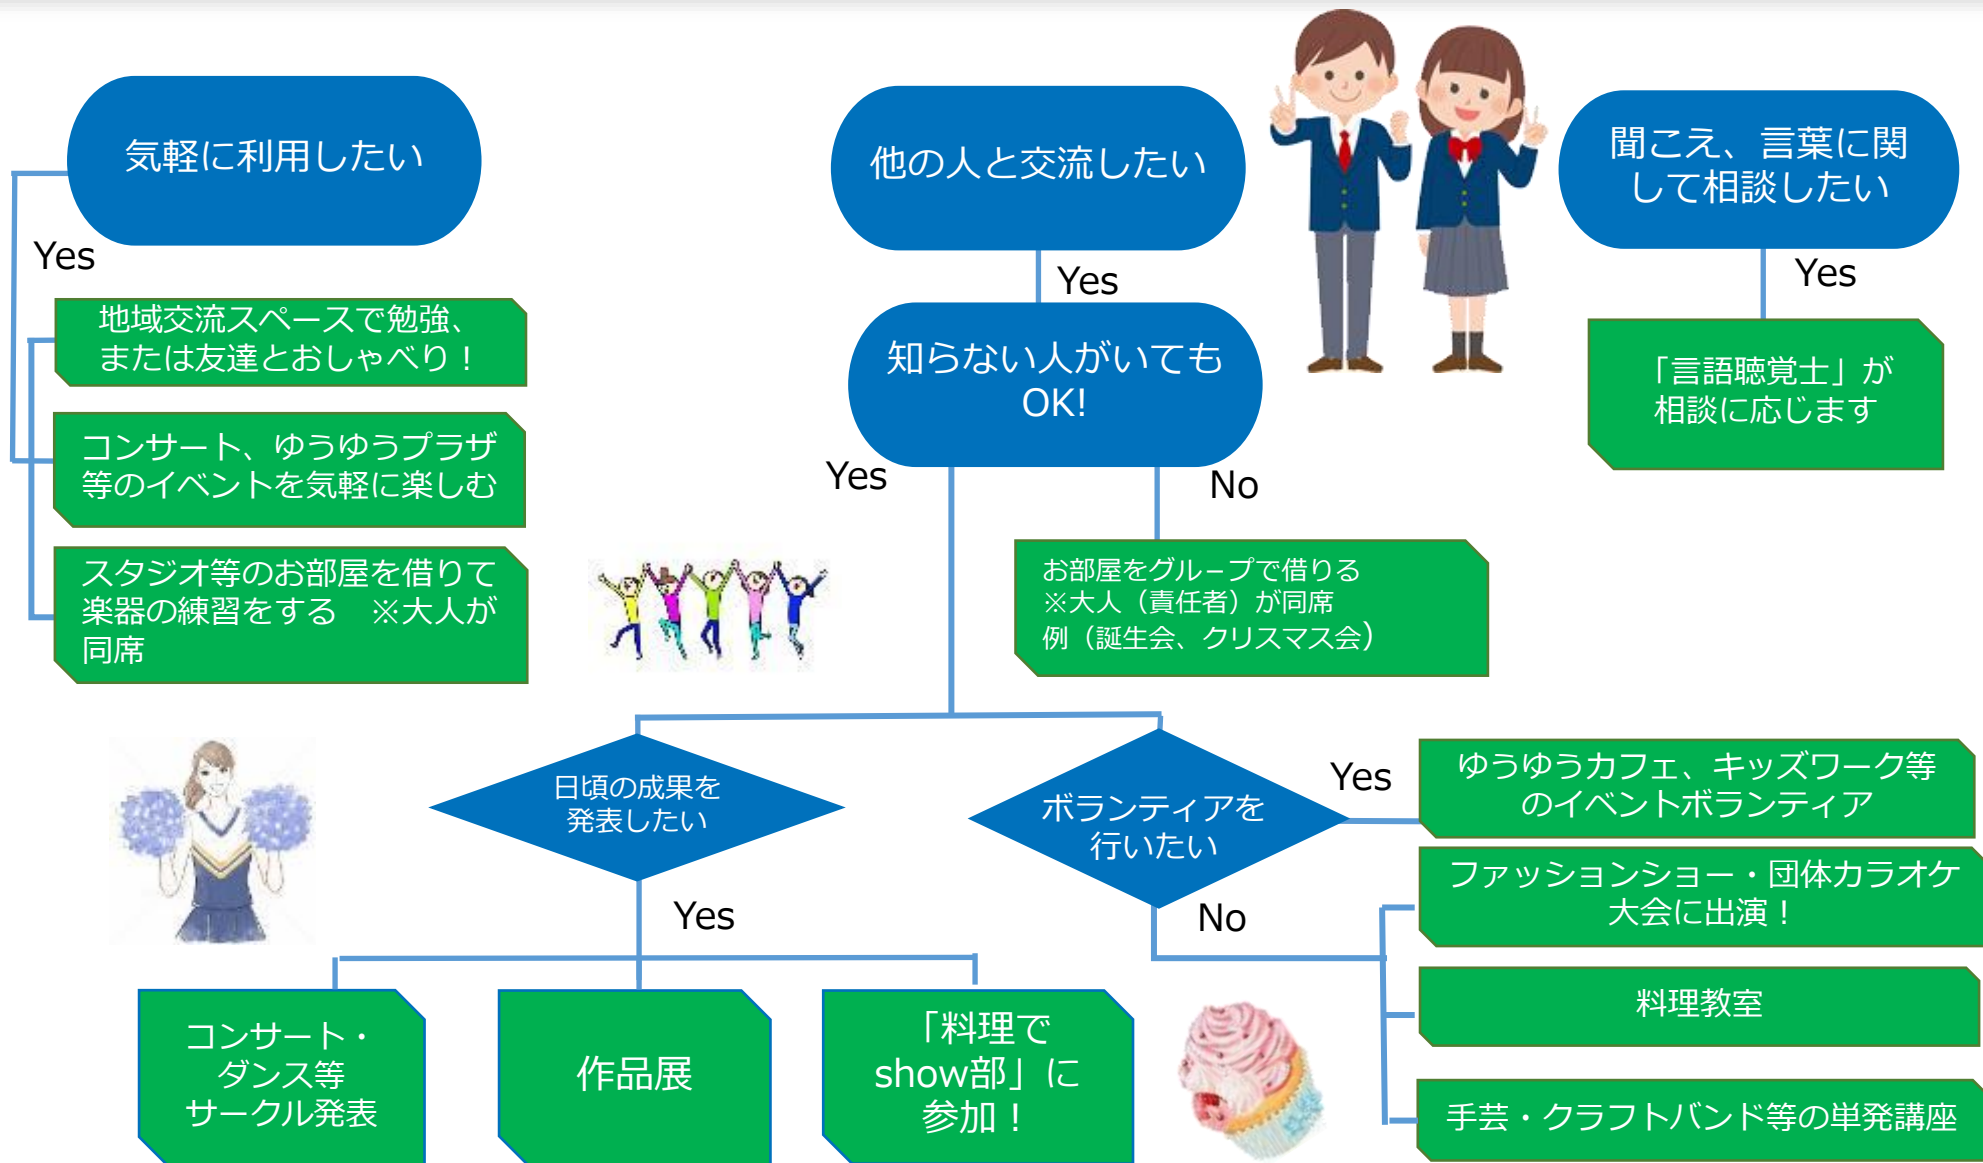 気軽に利用したい
Yes
地域交流スペースで勉強、
または友達とおしゃべり！
コンサート、ゆうゆうプラザ
等のイベントを気軽に楽しむ
スタジオ等のお部屋を借りて
楽器の練習をする　※大人が
同席
他の人と交流したい
Yes
知らない人がいても
OK!
Yes
No
お部屋をグループで借りる
※大人（責任者）が同席
例（誕生会、クリスマス会）
聞こえ、言葉に関
して相談したい
Yes
「言語聴覚士」が
相談に応じます
日頃の成果を
発表したい
Yes
コンサート・
ダンス等
サークル発表
作品展
「料理で
show部」に
参加！
ボランティアを
行いたい
Yes
ゆうゆうカフェ、キッズワーク等
のイベントボランティア
No
ファッションショー・団体カラオケ
大会に出演！
料理教室
手芸・クラフトバンド等の単発講座